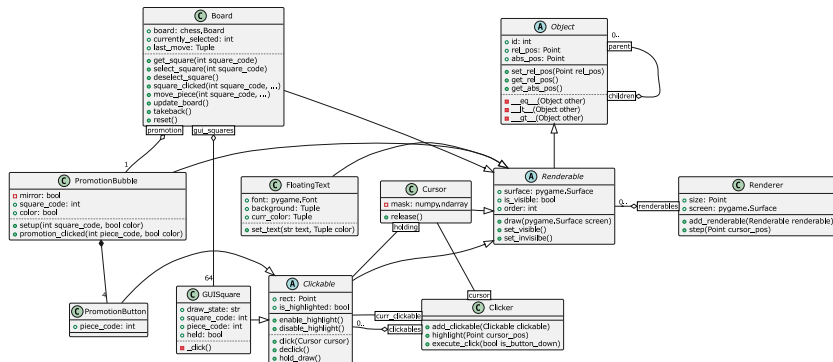 C Board
board: chess.Board
currently_selected: int
last_move: Tuple
get_square(int square_code)
select_square(int square_code)
deselect_square()
square_clicked(int square_code, ...)
move_piece(int square_code, ...)
update_board()
takeback()
reset()
promotion
gui_squares
A Object
id: int
rel_pos: Point
abs_pos: Point
set_rel_pos(Point rel_pos)
get_rel_pos()
get_abs_pos()
__eq__(Object other)
__lt__(Object other)
__gt__(Object other)
0..
parent
children
1
C PromotionBubble
mirror: bool
square_code: int
color: bool
setup(int square_code, bool color)
promotion_clicked(int piece_code, bool color)
C FloatingText
font: pygame.Font
background: Tuple
curr_color: Tuple
set_text(str text, Tuple color)
C Cursor
mask: numpy.ndarray
release()
holding
A Renderable
surface: pygame.Surface
is_visible: bool
order: int
draw(pygame.Surface screen)
set_visible()
set_invisilbe()
0..
renderables
C Renderer
size: Point
screen: pygame.Surface
add_renderable(Renderable renderable)
step(Point cursor_pos)
4
C PromotionButton
piece_code: int
64
C GUISquare
draw_state: str
square_code: int
piece_code: int
held: bool
_click()
A Clickable
rect: Point
is_highlighted: bool
enable_highlight()
disable_highlight()
click(Cursor cursor)
declick()
hold_draw()
curr_clickable
0..
clickables
cursor
C Clicker
add_clickable(Clickable clickable)
highlight(Point cursor_pos)
execute_click(bool is_button_down)